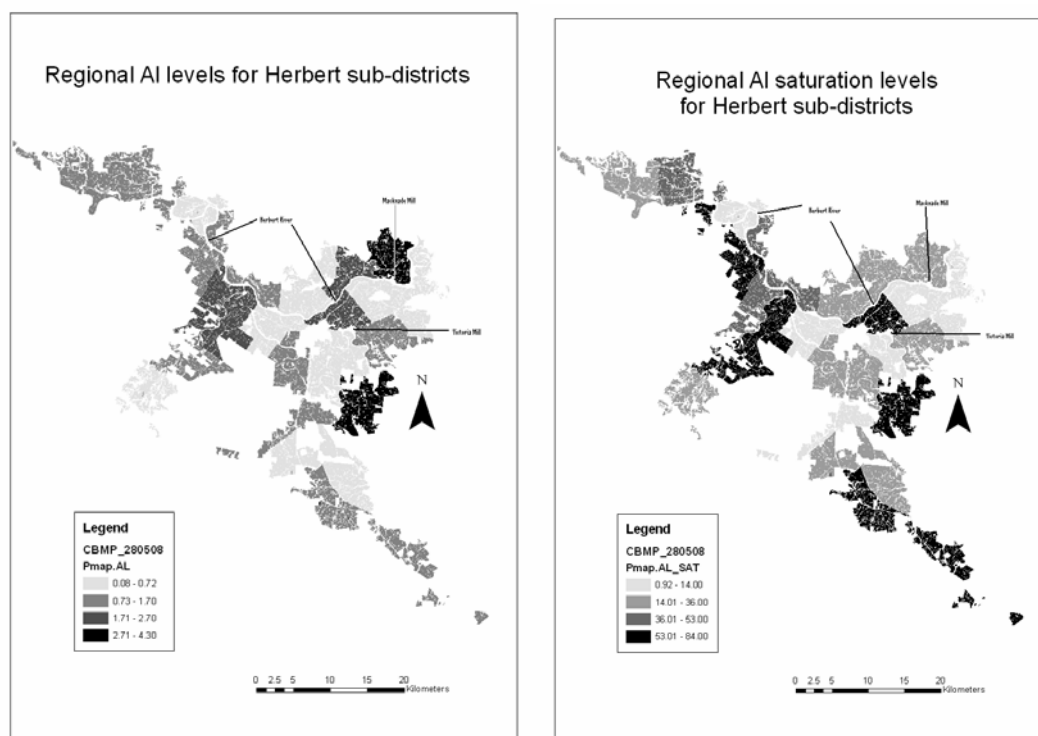 Regional Al levels for Herbert sub-districts
Macknade Mill
Herbert River
Victoria Mill
N
Legend
CBMP_280508
Pmap.AL
0.08 - 0.72
0.73 - 1.70
1.71 - 2.70
2.71 - 4.30
0 2.5 5 10 15 20
Kilometers
Regional Al saturation levels
for Herbert sub-districts
Macknade Mill
Herbert River
Victoria Mill
N
Legend
CBMP_280508
Pmap.AL_SAT
0.92 - 14.00
14.01 - 36.00
36.01 - 53.00
53.01 - 84.00
0 2.5 5 10 15 20
Kilometers